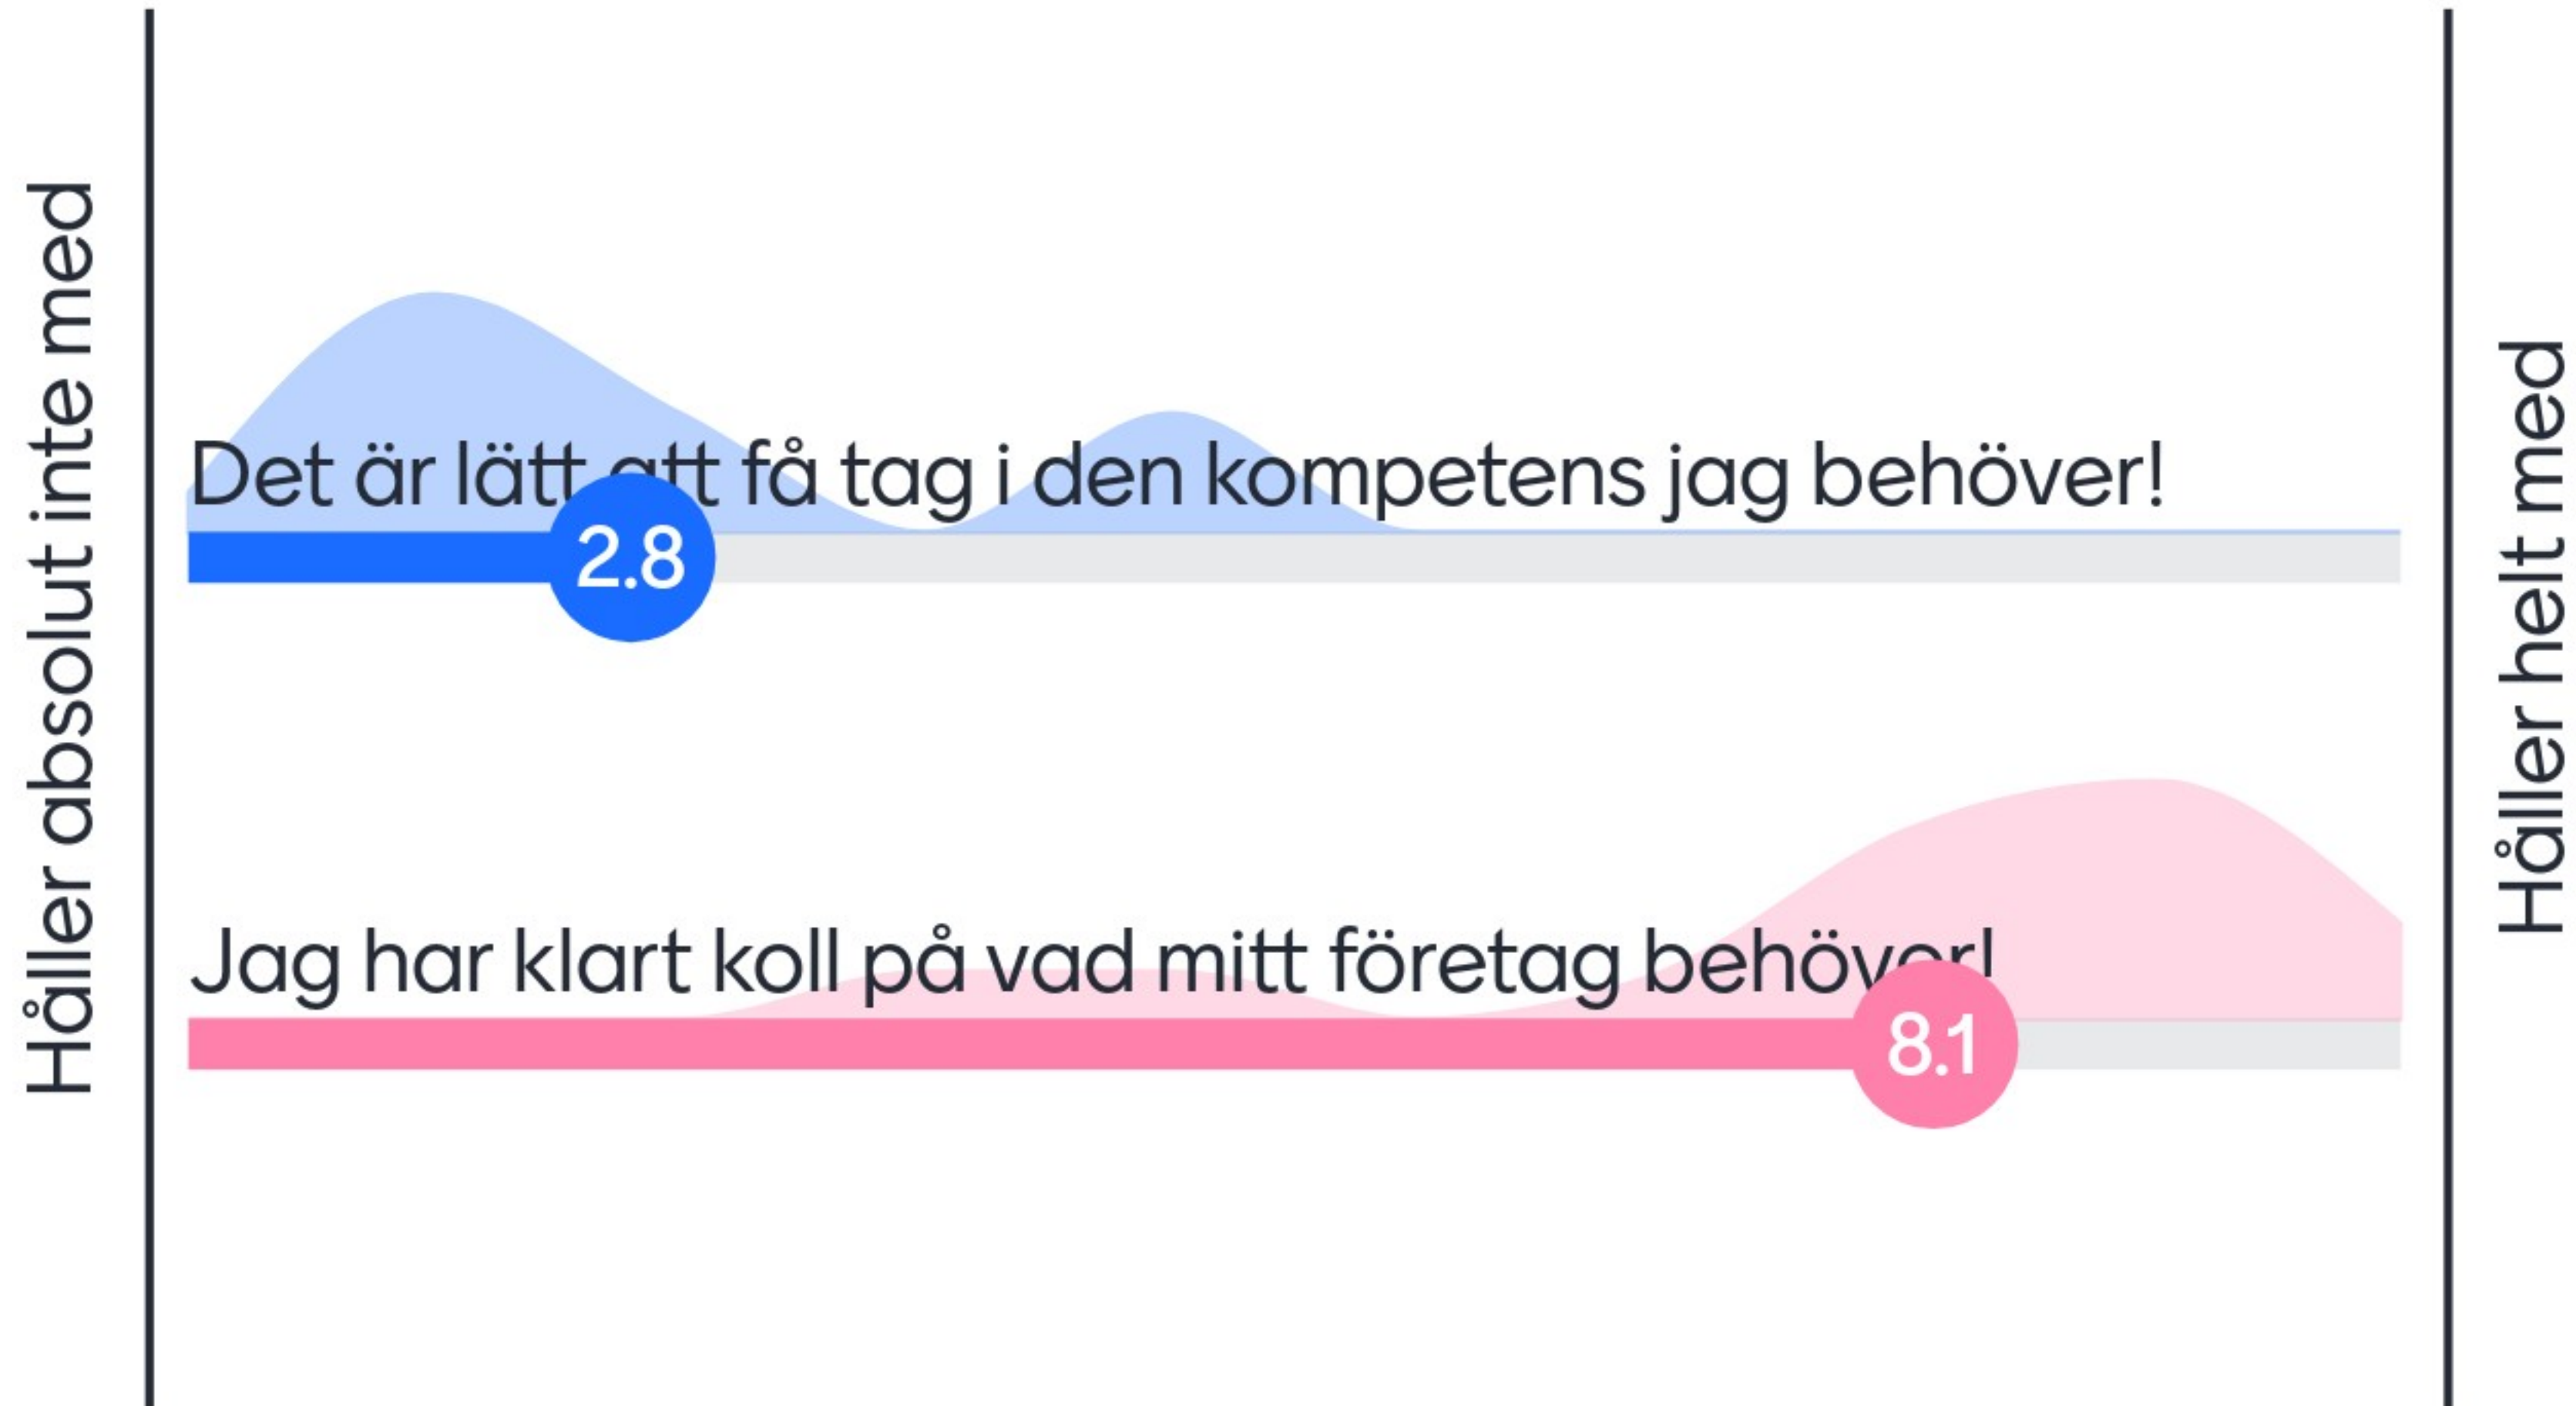 Håller absolut inte med
Det är lätt att få tag i den kompetens jag behöver!
2.8
Jag har klart koll på vad mitt företag behöver!
8.1
Håller helt med